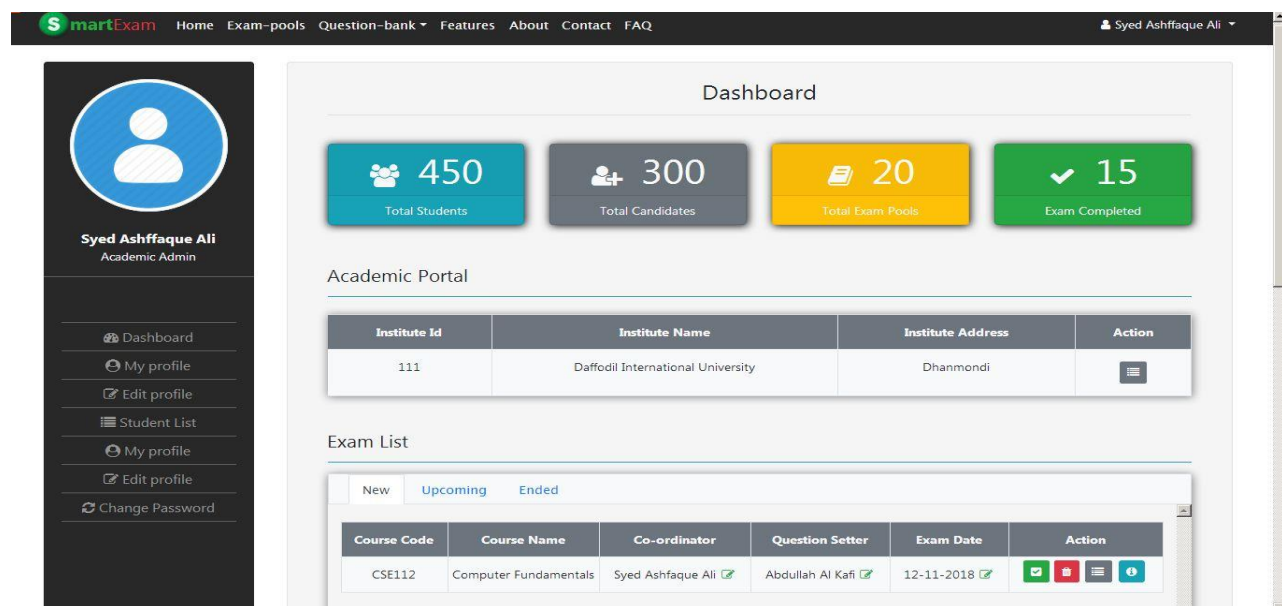 SmartExam Home Exam-pools Question-bank Features About Contact FAQ Syed Ashffaque Ali
Syed Ashffaque Ali
Academic Admin
Dashboard
My profile
Edit profile
Student List
My profile
Edit profile
Change Password
Dashboard
450 300 20 15
Total Students Total Candidates Total Exam Pools Exam Completed
Academic Portal
Institute Id Institute Name Institute Address Action
111 Daffodil International University Dhanmondi
Exam List
New Upcoming Ended
Course Code Course Name Co-ordinator Question Setter Exam Date Action
CSE112 Computer Fundamentals Syed Ashfaque Ali Abdullah Al Kafi 12-11-2018